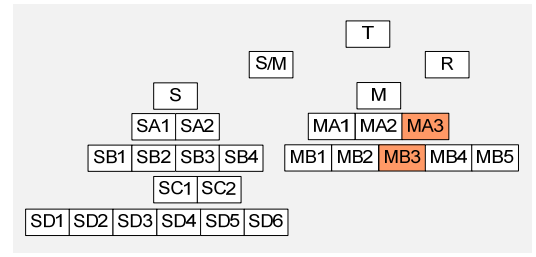 T
S/M R
S M
SA1 SA2 MA1 MA2 MA3
SB1 SB2 SB3 SB4 MB1 MB2 MB3 MB4 MB5
SC1 SC2
SD1 SD2 SD3 SD4 SD5 SD6